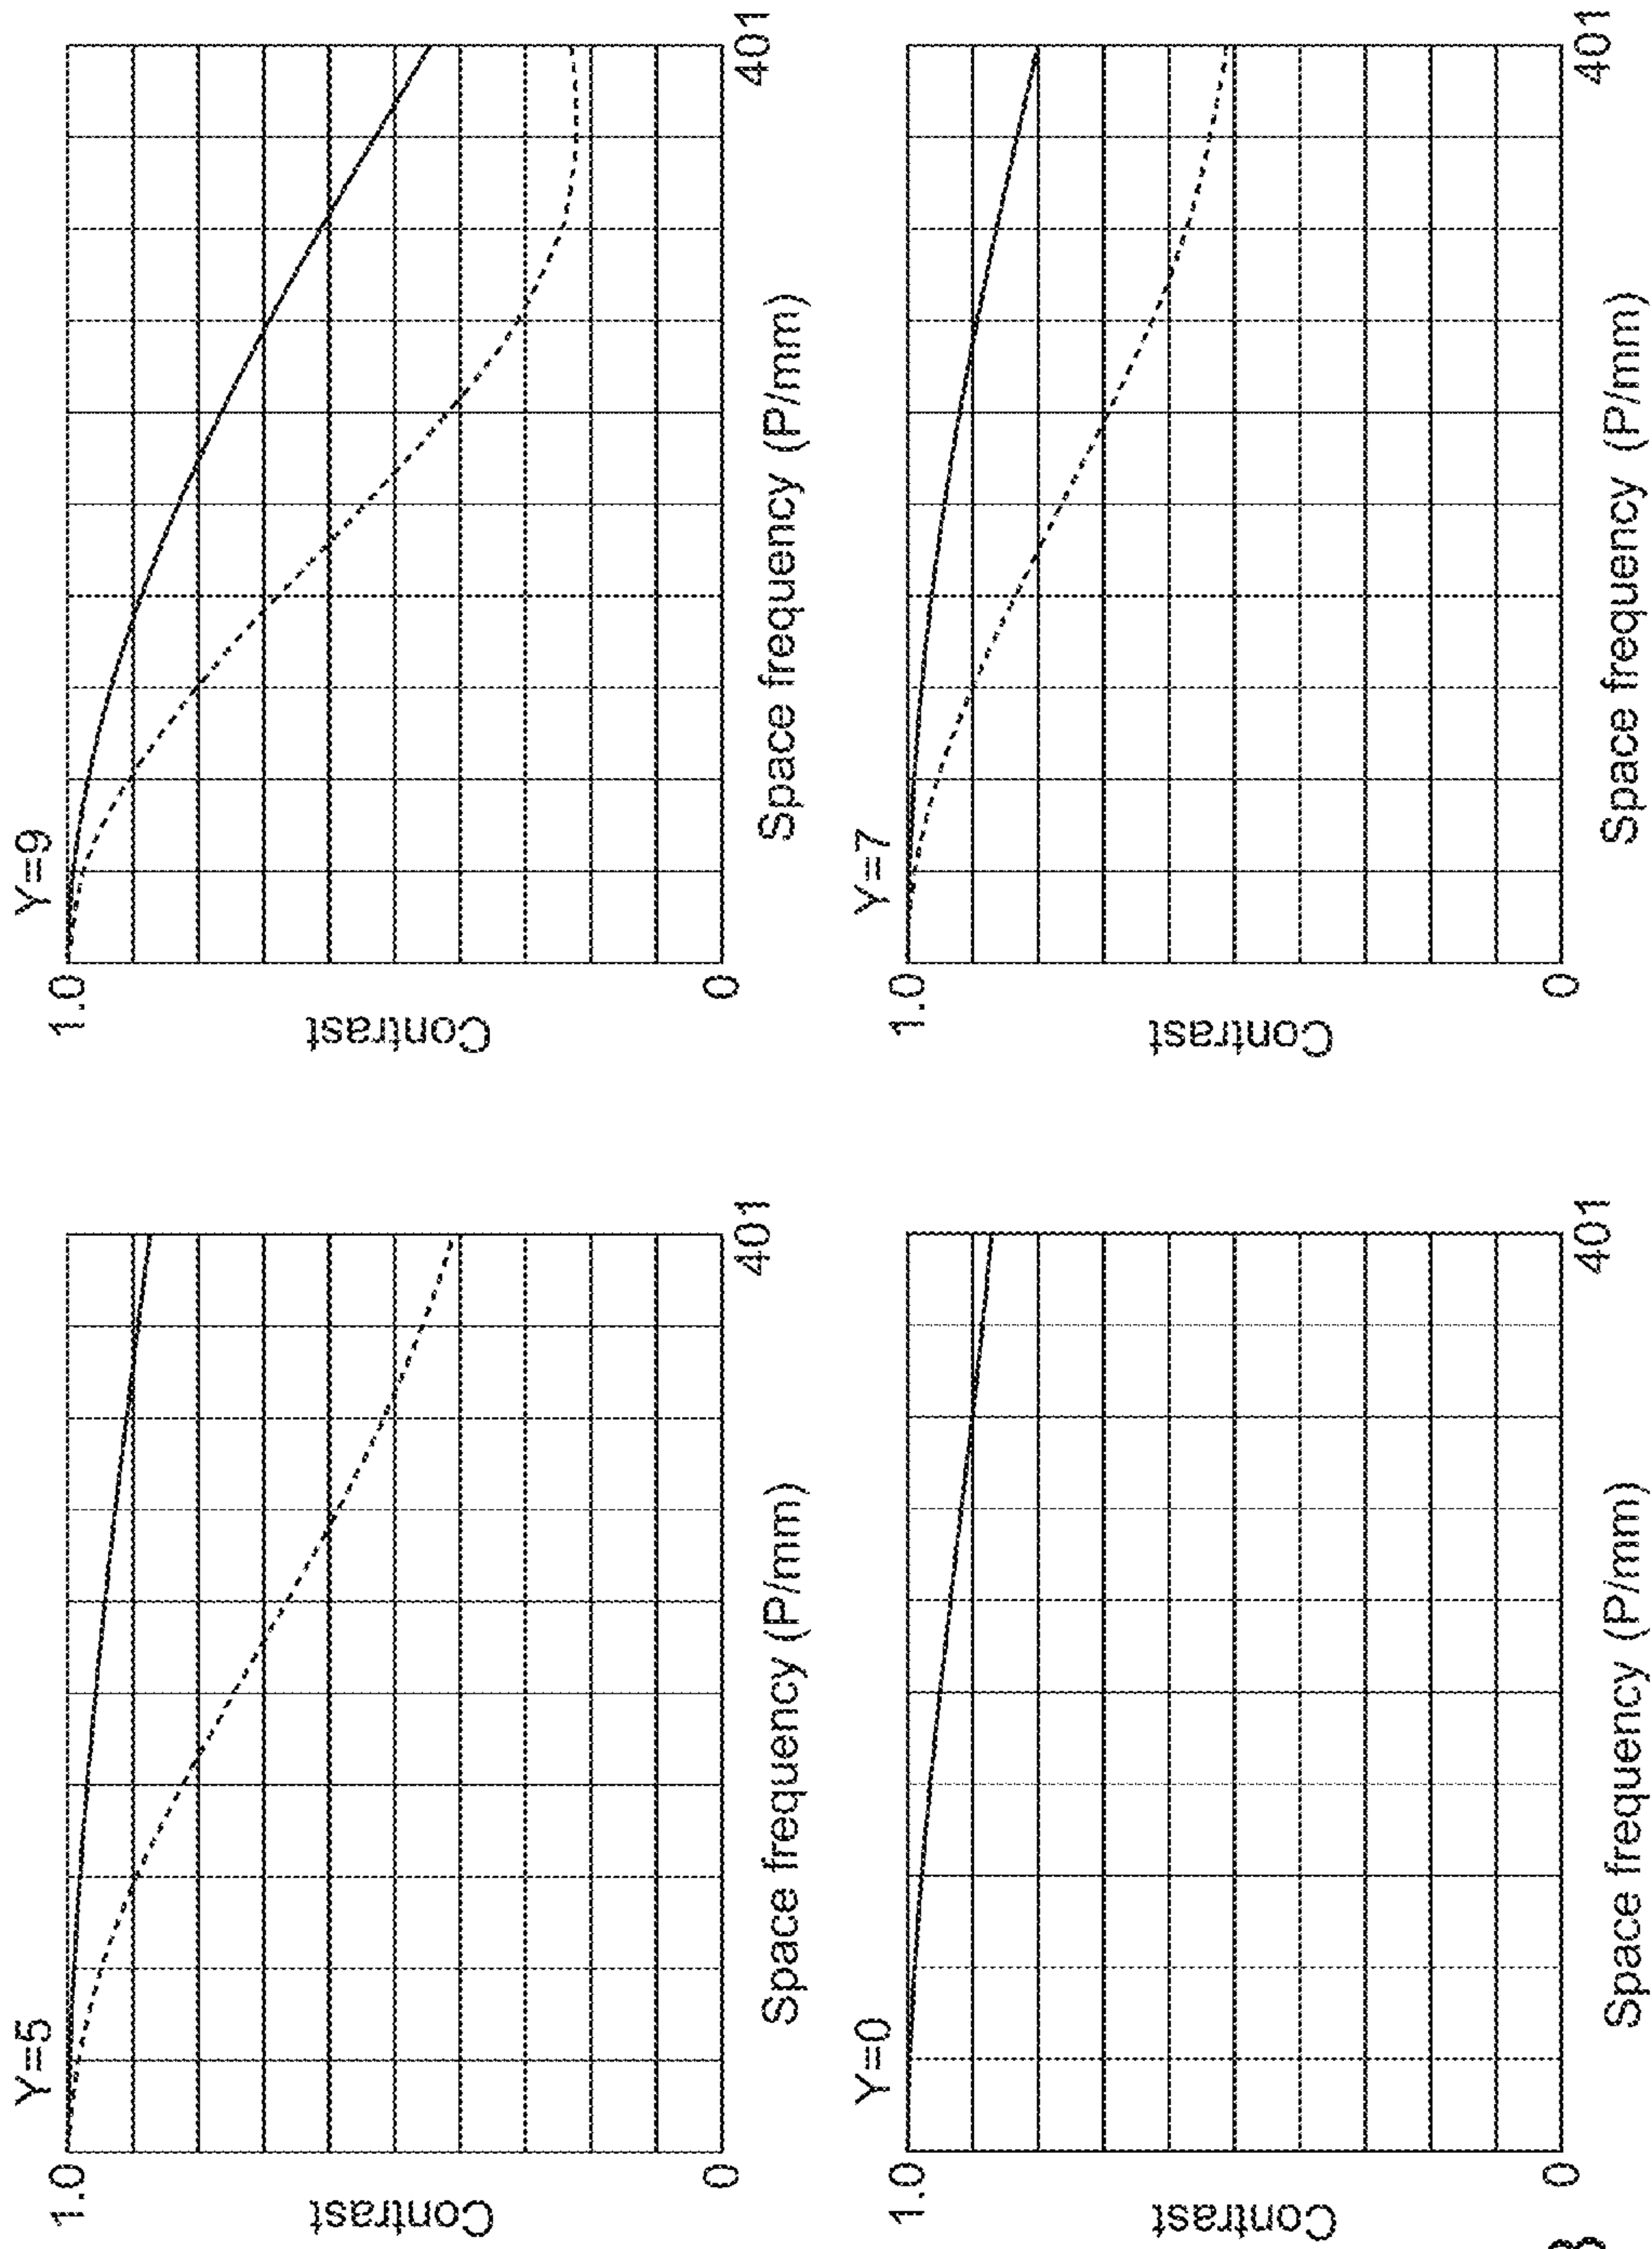 Y=5
1.0
Contrast
0
401
Space frequency (P/mm)
Y=9
1.0
Contrast
0
401
Space frequency (P/mm)
Y=0
1.0
Contrast
0
401
Space frequency (P/mm)
Y=7
1.0
Contrast
0
401
Space frequency (P/mm)